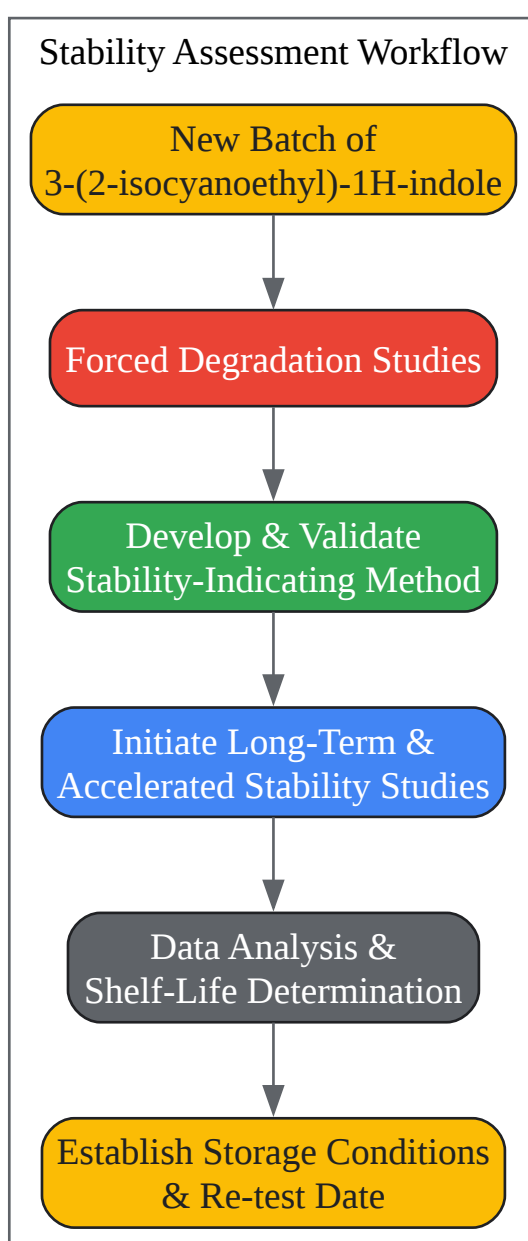 Stability Assessment Workflow
New Batch of
3-(2-isocyanoethyl)-1H-indole
Forced Degradation Studies
Develop & Validate
Stability-Indicating Method
Initiate Long-Term &
Accelerated Stability Studies
Data Analysis &
Shelf-Life Determination
Establish Storage Conditions
& Re-test Date